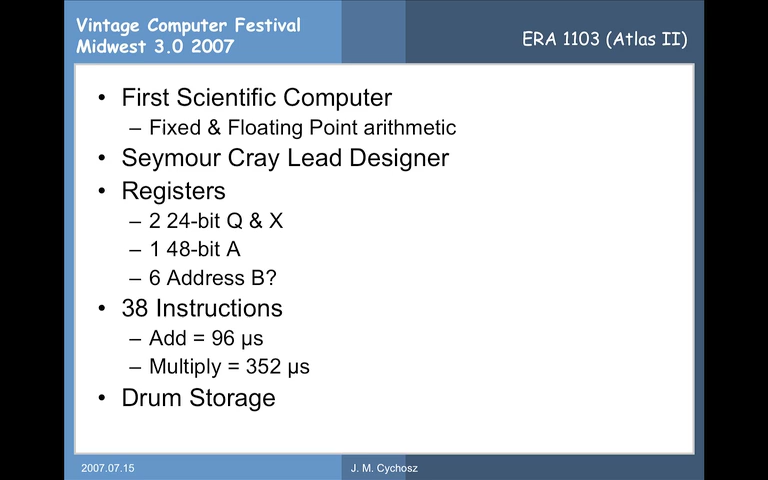 Vintage Computer Festival
Midwest 3.0 2007
ERA 1103 (Atlas II)
• First Scientific Computer
– Fixed & Floating Point arithmetic
• Seymour Cray Lead Designer
• Registers
– 2 24-bit Q & X
– 1 48-bit A
– 6 Address B?
• 38 Instructions
– Add = 96 µs
– Multiply = 352 µs
• Drum Storage
2007.07.15
J. M. Cychosz